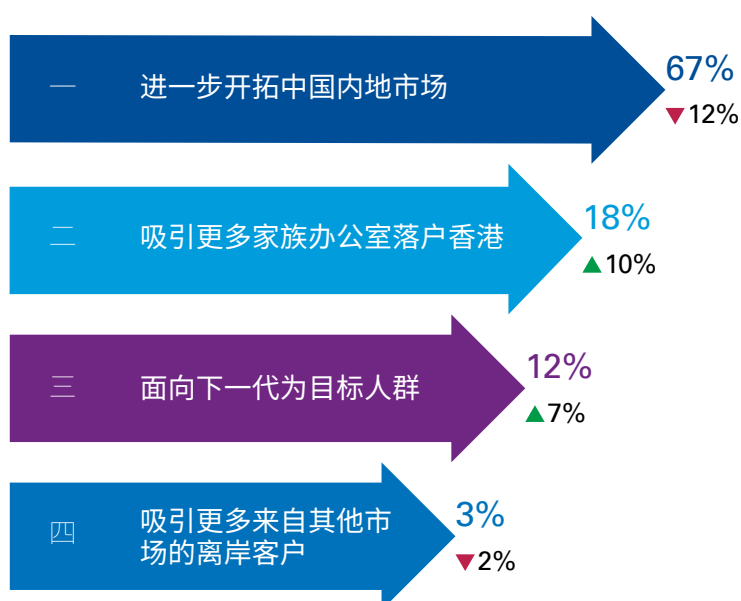 一 进一步开拓中国内地市场 67%
▼12%
二 吸引更多家族办公室落户香港 18%
▲10%
三 面向下一代为目标人群 12%
▲7%
四 吸引更多来自其他市
场的离岸客户 3%
▼2%